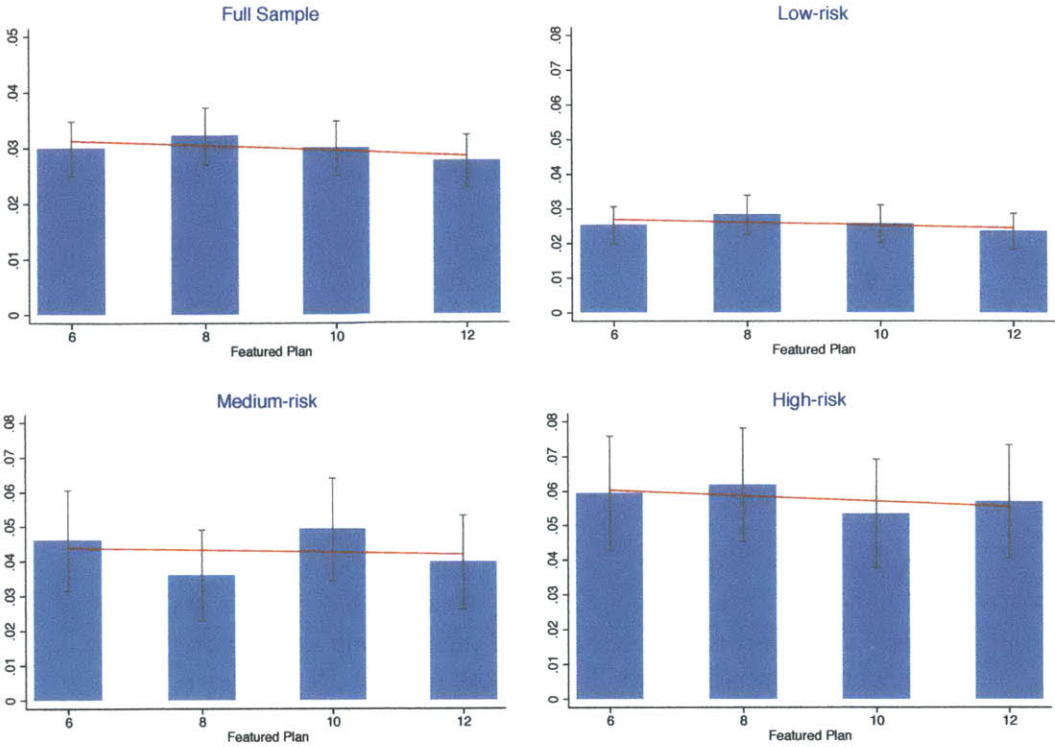 Full Sample
.05
.04
.03
.02
.01
0
6 8 10 12
Featured Plan
Low-risk
.08
.07
.06
.05
.04
.03
.02
.01
0
6 8 10 12
Featured Plan
Medium-risk
.08
.07
.06
.05
.04
.03
.02
.01
0
6 8 10 12
Featured Plan
High-risk
.08
.07
.06
.05
.04
.03
.02
.01
0
6 8 10 12
Featured Plan